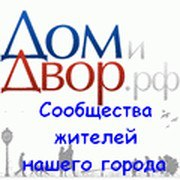 ДОМ и
ДВОР.рф
Сообщества
жителей
нашего города